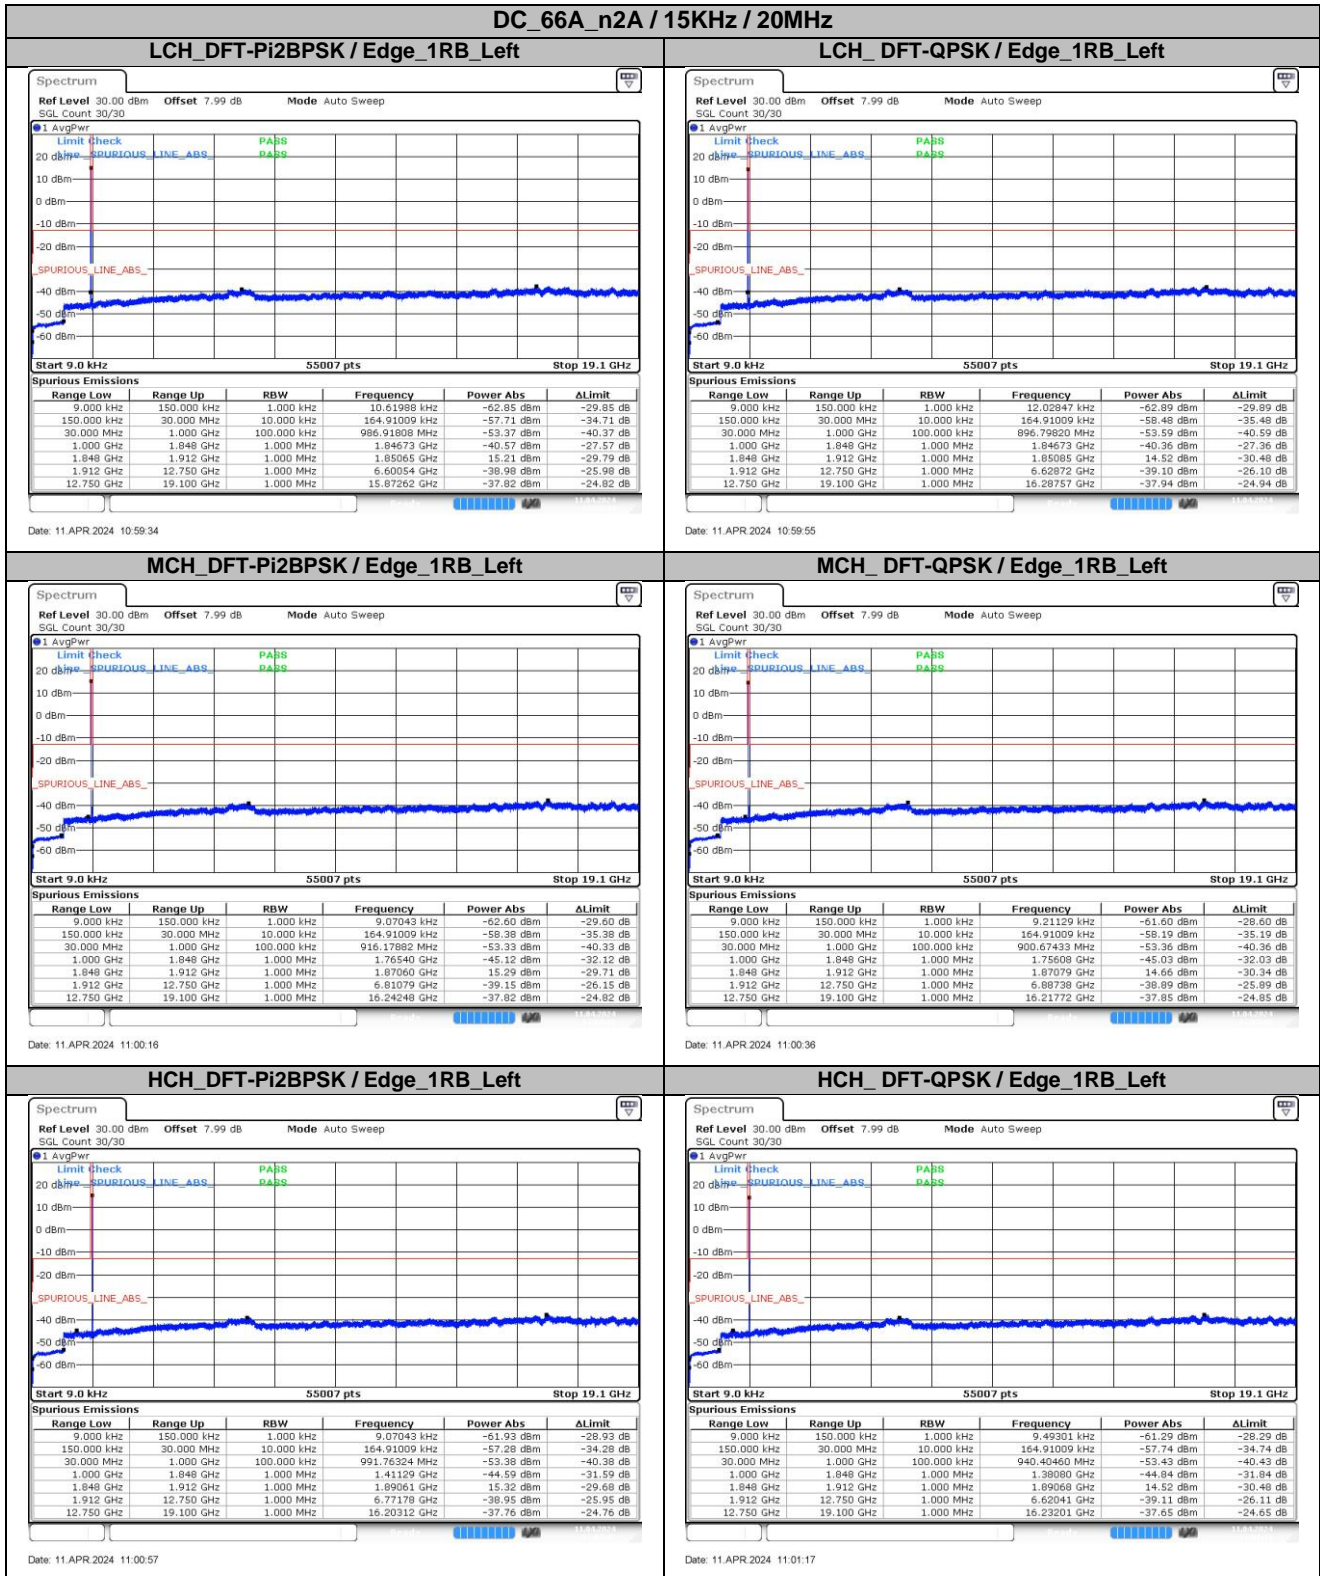 DC_66A_n2A / 15KHz / 20MHz
LCH_DFT-Pi2BPSK / Edge_1RB_Left
Spectrum
Ref Level 30.00 dBm Offset 7.99 dB Mode Auto Sweep
SGL Count 30/30
1 AvgPwr
Limit Check PASS
Line _SPURIOUS_LINE_ABS_ PASS
20 dBm
10 dBm
0 dBm
-10 dBm
-20 dBm
_SPURIOUS_LINE_ABS_
-40 dBm
-50 dBm
-60 dBm
Start 9.0 kHz 55007 pts Stop 19.1 GHz
Spurious Emissions
Range Low Range Up RBW Frequency Power Abs ΔLimit
9.000 kHz 150.000 kHz 1.000 kHz 10.61988 kHz -62.85 dBm -29.85 dB
150.000 kHz 30.000 MHz 10.000 kHz 164.91009 kHz -57.71 dBm -34.71 dB
30.000 MHz 1.000 GHz 100.000 kHz 986.91808 MHz -53.37 dBm -40.37 dB
1.000 GHz 1.848 GHz 1.000 MHz 1.84673 GHz -40.57 dBm -27.57 dB
1.848 GHz 1.912 GHz 1.000 MHz 1.85065 GHz 15.21 dBm -29.79 dB
1.912 GHz 12.750 GHz 1.000 MHz 6.60054 GHz -38.98 dBm -25.98 dB
12.750 GHz 19.100 GHz 1.000 MHz 15.87262 GHz -37.82 dBm -24.82 dB
Date: 11.APR.2024 10:59:34
LCH_ DFT-QPSK / Edge_1RB_Left
Spectrum
Ref Level 30.00 dBm Offset 7.99 dB Mode Auto Sweep
SGL Count 30/30
1 AvgPwr
Limit Check PASS
Line _SPURIOUS_LINE_ABS_ PASS
20 dBm
10 dBm
0 dBm
-10 dBm
-20 dBm
_SPURIOUS_LINE_ABS_
-40 dBm
-50 dBm
-60 dBm
Start 9.0 kHz 55007 pts Stop 19.1 GHz
Spurious Emissions
Range Low Range Up RBW Frequency Power Abs ΔLimit
9.000 kHz 150.000 kHz 1.000 kHz 12.02847 kHz -62.89 dBm -29.89 dB
150.000 kHz 30.000 MHz 10.000 kHz 164.91009 kHz -58.48 dBm -35.48 dB
30.000 MHz 1.000 GHz 100.000 kHz 896.79820 MHz -53.59 dBm -40.59 dB
1.000 GHz 1.848 GHz 1.000 MHz 1.84673 GHz -40.36 dBm -27.36 dB
1.848 GHz 1.912 GHz 1.000 MHz 1.85085 GHz 14.52 dBm -30.48 dB
1.912 GHz 12.750 GHz 1.000 MHz 6.62872 GHz -39.10 dBm -26.10 dB
12.750 GHz 19.100 GHz 1.000 MHz 16.28757 GHz -37.94 dBm -24.94 dB
Date: 11.APR.2024 10:59:55
MCH_DFT-Pi2BPSK / Edge_1RB_Left
Spectrum
Ref Level 30.00 dBm Offset 7.99 dB Mode Auto Sweep
SGL Count 30/30
1 AvgPwr
Limit Check PASS
Line _SPURIOUS_LINE_ABS_ PASS
20 dBm
10 dBm
0 dBm
-10 dBm
-20 dBm
_SPURIOUS_LINE_ABS_
-40 dBm
-50 dBm
-60 dBm
Start 9.0 kHz 55007 pts Stop 19.1 GHz
Spurious Emissions
Range Low Range Up RBW Frequency Power Abs ΔLimit
9.000 kHz 150.000 kHz 1.000 kHz 9.07043 kHz -62.60 dBm -29.60 dB
150.000 kHz 30.000 MHz 10.000 kHz 164.91009 kHz -58.38 dBm -35.38 dB
30.000 MHz 1.000 GHz 100.000 kHz 916.17882 MHz -53.33 dBm -40.33 dB
1.000 GHz 1.848 GHz 1.000 MHz 1.76540 GHz -45.12 dBm -32.12 dB
1.848 GHz 1.912 GHz 1.000 MHz 1.87060 GHz 15.29 dBm -29.71 dB
1.912 GHz 12.750 GHz 1.000 MHz 6.81079 GHz -39.15 dBm -26.15 dB
12.750 GHz 19.100 GHz 1.000 MHz 16.24248 GHz -37.82 dBm -24.82 dB
Date: 11.APR.2024 11:00:16
MCH_ DFT-QPSK / Edge_1RB_Left
Spectrum
Ref Level 30.00 dBm Offset 7.99 dB Mode Auto Sweep
SGL Count 30/30
1 AvgPwr
Limit Check PASS
Line _SPURIOUS_LINE_ABS_ PASS
20 dBm
10 dBm
0 dBm
-10 dBm
-20 dBm
_SPURIOUS_LINE_ABS_
-40 dBm
-50 dBm
-60 dBm
Start 9.0 kHz 55007 pts Stop 19.1 GHz
Spurious Emissions
Range Low Range Up RBW Frequency Power Abs ΔLimit
9.000 kHz 150.000 kHz 1.000 kHz 9.21129 kHz -61.60 dBm -28.60 dB
150.000 kHz 30.000 MHz 10.000 kHz 164.91009 kHz -58.19 dBm -35.19 dB
30.000 MHz 1.000 GHz 100.000 kHz 900.67433 MHz -53.36 dBm -40.36 dB
1.000 GHz 1.848 GHz 1.000 MHz 1.75608 GHz -45.03 dBm -32.03 dB
1.848 GHz 1.912 GHz 1.000 MHz 1.87079 GHz 14.66 dBm -30.34 dB
1.912 GHz 12.750 GHz 1.000 MHz 6.88738 GHz -38.89 dBm -25.89 dB
12.750 GHz 19.100 GHz 1.000 MHz 16.21772 GHz -37.85 dBm -24.85 dB
Date: 11.APR.2024 11:00:36
HCH_DFT-Pi2BPSK / Edge_1RB_Left
Spectrum
Ref Level 30.00 dBm Offset 7.99 dB Mode Auto Sweep
SGL Count 30/30
1 AvgPwr
Limit Check PASS
Line _SPURIOUS_LINE_ABS_ PASS
20 dBm
10 dBm
0 dBm
-10 dBm
-20 dBm
_SPURIOUS_LINE_ABS_
-40 dBm
-50 dBm
-60 dBm
Start 9.0 kHz 55007 pts Stop 19.1 GHz
Spurious Emissions
Range Low Range Up RBW Frequency Power Abs ΔLimit
9.000 kHz 150.000 kHz 1.000 kHz 9.07043 kHz -61.93 dBm -28.93 dB
150.000 kHz 30.000 MHz 10.000 kHz 164.91009 kHz -57.28 dBm -34.28 dB
30.000 MHz 1.000 GHz 100.000 kHz 991.76324 MHz -53.38 dBm -40.38 dB
1.000 GHz 1.848 GHz 1.000 MHz 1.41129 GHz -44.59 dBm -31.59 dB
1.848 GHz 1.912 GHz 1.000 MHz 1.89061 GHz 15.32 dBm -29.68 dB
1.912 GHz 12.750 GHz 1.000 MHz 6.77178 GHz -38.95 dBm -25.95 dB
12.750 GHz 19.100 GHz 1.000 MHz 16.20312 GHz -37.76 dBm -24.76 dB
Date: 11.APR.2024 11:00:57
HCH_ DFT-QPSK / Edge_1RB_Left
Spectrum
Ref Level 30.00 dBm Offset 7.99 dB Mode Auto Sweep
SGL Count 30/30
1 AvgPwr
Limit Check PASS
Line _SPURIOUS_LINE_ABS_ PASS
20 dBm
10 dBm
0 dBm
-10 dBm
-20 dBm
_SPURIOUS_LINE_ABS_
-40 dBm
-50 dBm
-60 dBm
Start 9.0 kHz 55007 pts Stop 19.1 GHz
Spurious Emissions
Range Low Range Up RBW Frequency Power Abs ΔLimit
9.000 kHz 150.000 kHz 1.000 kHz 9.49301 kHz -61.29 dBm -28.29 dB
150.000 kHz 30.000 MHz 10.000 kHz 164.91009 kHz -57.74 dBm -34.74 dB
30.000 MHz 1.000 GHz 100.000 kHz 940.40460 MHz -53.43 dBm -40.43 dB
1.000 GHz 1.848 GHz 1.000 MHz 1.38080 GHz -44.84 dBm -31.84 dB
1.848 GHz 1.912 GHz 1.000 MHz 1.89068 GHz 14.52 dBm -30.48 dB
1.912 GHz 12.750 GHz 1.000 MHz 6.62041 GHz -39.11 dBm -26.11 dB
12.750 GHz 19.100 GHz 1.000 MHz 16.23201 GHz -37.65 dBm -24.65 dB
Date: 11.APR.2024 11:01:17